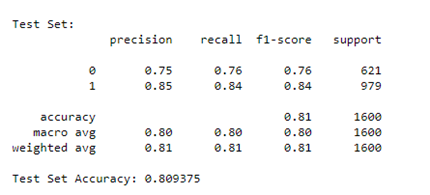 Test Set:
precision recall f1-score support
0 0.75 0.76 0.76 621
1 0.85 0.84 0.84 979
accuracy 0.81 1600
macro avg 0.80 0.80 0.80 1600
weighted avg 0.81 0.81 0.81 1600
Test Set Accuracy: 0.809375